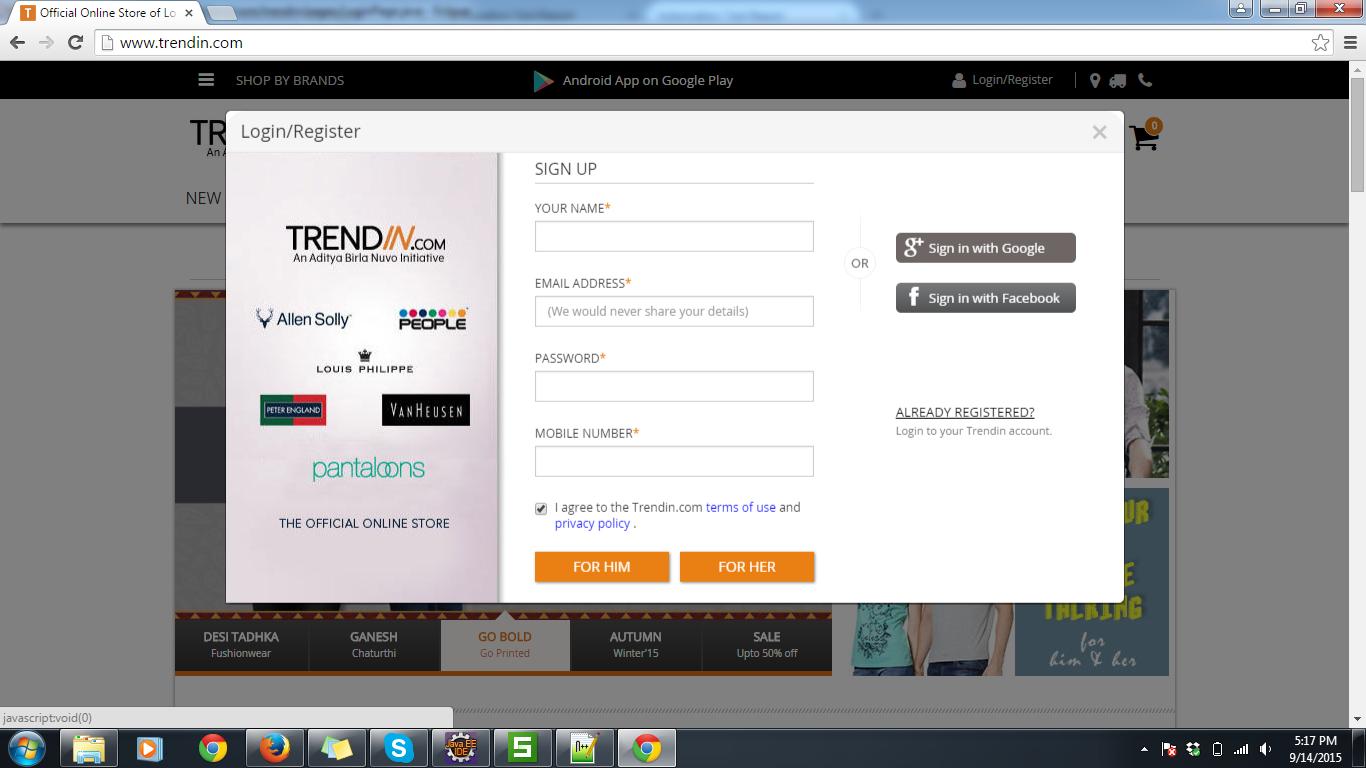 Official Online Store of Lo
www.trendin.com
SHOP BY BRANDS
Android App on Google Play
Login/Register
0
TR
An A
NEW
Login/Register
TRENDIN.COM
An Aditya Birla Nuvo Initiative
Allen Solly
PEOPLE
LOUIS PHILIPPE
PETER ENGLAND
VANHEUSEN
pantaloons
THE OFFICIAL ONLINE STORE
SIGN UP
YOUR NAME*
EMAIL ADDRESS*
(We would never share your details)
PASSWORD*
MOBILE NUMBER*
I agree to the Trendin.com terms of use and
privacy policy .
FOR HIM
FOR HER
OR
g+ Sign in with Google
f Sign in with Facebook
ALREADY REGISTERED?
Login to your Trendin account.
DESI TADHKA
Fushionwear
GANESH
Chaturthi
GO BOLD
Go Printed
AUTUMN
Winter'15
SALE
Upto 50% off
TALKING
for
him & her
javascript:void(0)
Java EE
IDE
5:17 PM
9/14/2015